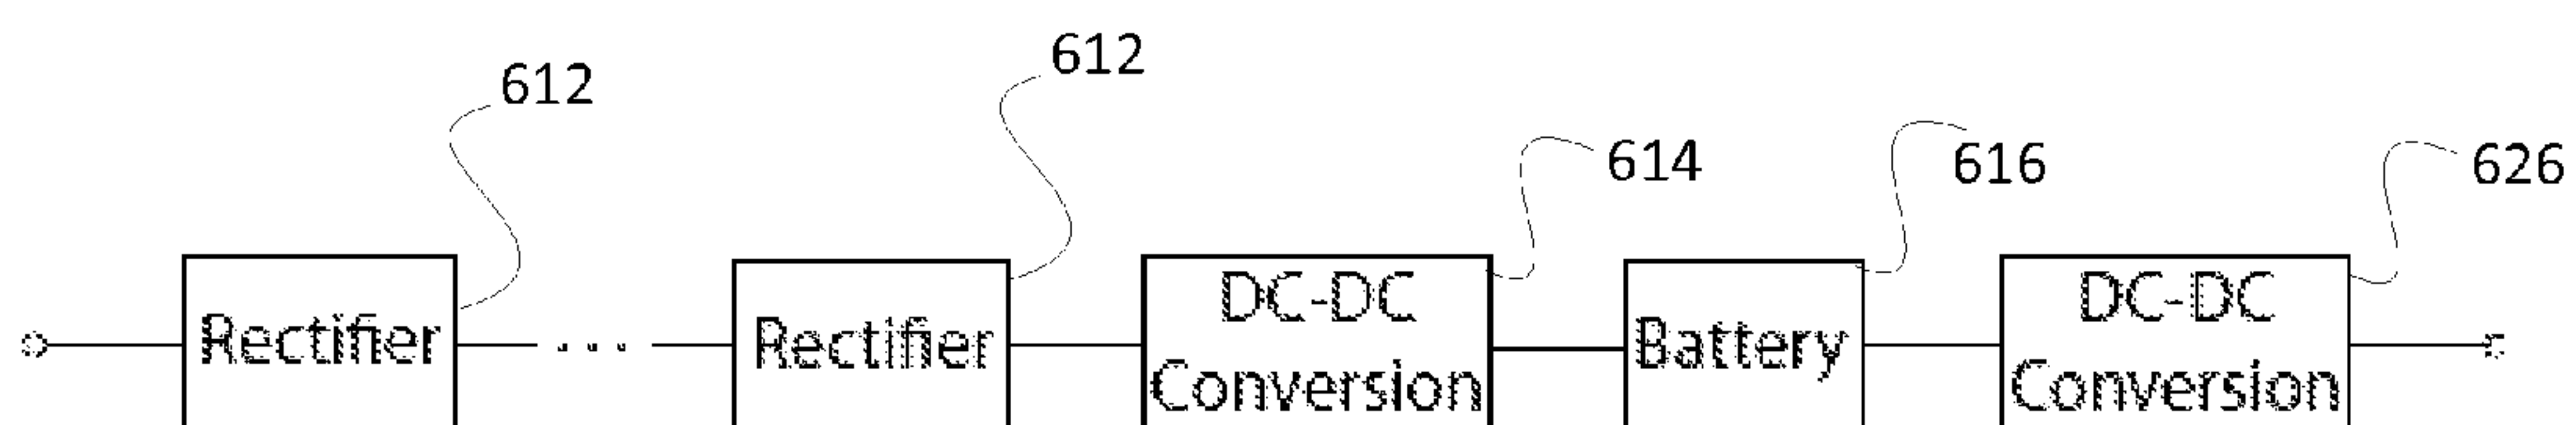 612
612
614
616
626
Rectifier
...
Rectifier
DC-DC
Conversion
Battery
DC-DC
Conversion